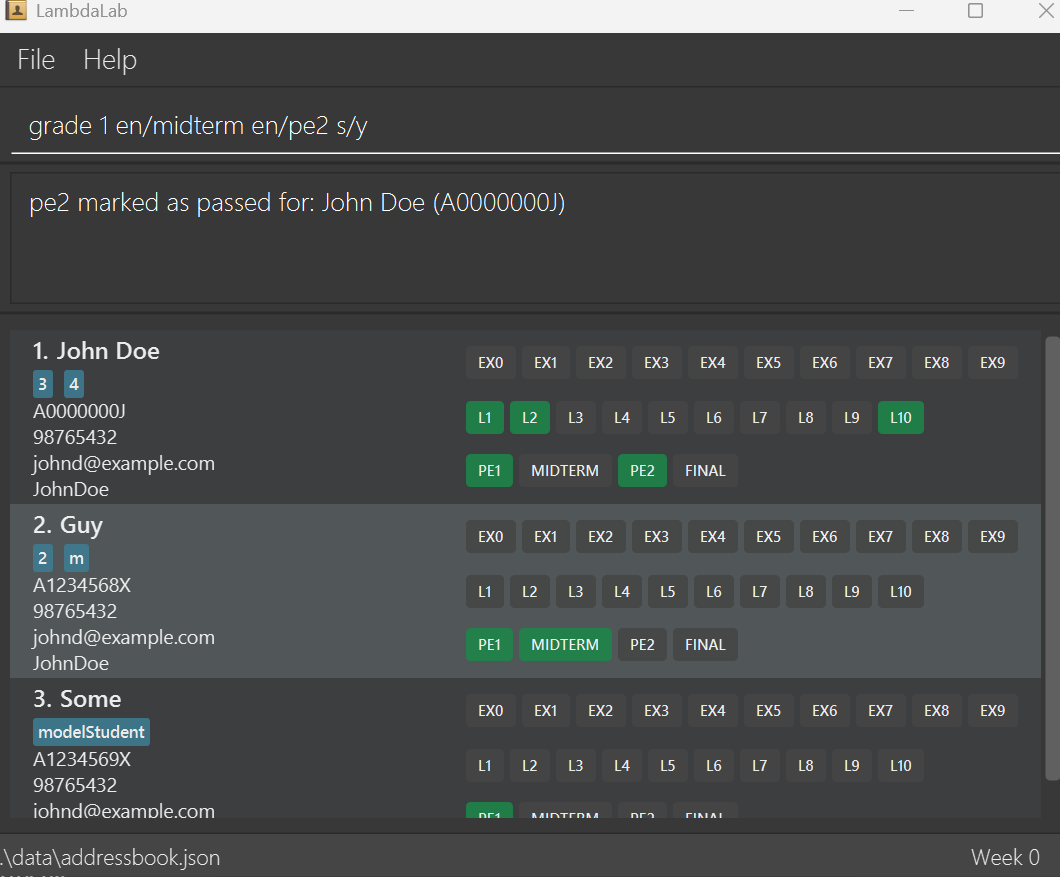 LambdaLab
File Help
grade 1 en/midterm en/pe2 s/y
pe2 marked as passed for: John Doe (A0000000J)
1. John Doe
3 4
A0000000J
98765432
johnd@example.com
JohnDoe
EX0 EX1 EX2 EX3 EX4 EX5 EX6 EX7 EX8 EX9
L1 L2 L3 L4 L5 L6 L7 L8 L9 L10
PE1 MIDTERM PE2 FINAL
2. Guy
2 m
A1234568X
98765432
johnd@example.com
JohnDoe
EX0 EX1 EX2 EX3 EX4 EX5 EX6 EX7 EX8 EX9
L1 L2 L3 L4 L5 L6 L7 L8 L9 L10
PE1 MIDTERM PE2 FINAL
3. Some
modelStudent
A1234569X
98765432
johnd@example.com
EX0 EX1 EX2 EX3 EX4 EX5 EX6 EX7 EX8 EX9
L1 L2 L3 L4 L5 L6 L7 L8 L9 L10
PE1 MIDTERM PE2 FINAL
.\data\addressbook.json
Week 0